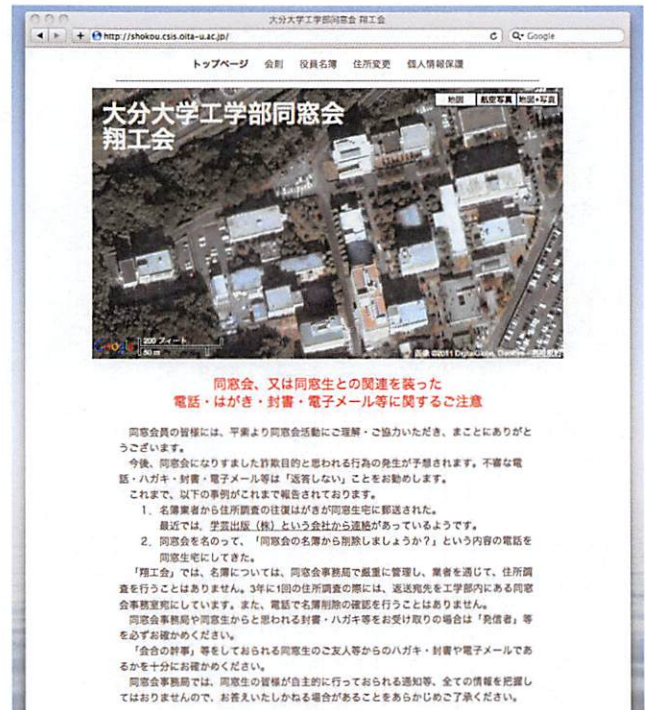 大分大学工学部同窓会 翔工会
http://shokou.csis.oita-u.ac.jp/
Google
トップページ 会則 役員名簿 住所変更 個人情報保護
大分大学工学部同窓会
翔工会
地図 航空写真 地図+写真
200 フィート
50 m
同窓会、又は同窓生との関連を装った
電話・はがき・封書・電子メール等に関するご注意
同窓会員の皆様には、平素より同窓会活動にご理解・ご協力いただき、まことにありがと
うございます。
今後、同窓会になりすました詐欺目的と思われる行為の発生が予想されます。不審な電
話・ハガキ・封書・電子メール等は「返答しない」ことをお勧めします。
これまで、以下の事例がこれまで報告されております。
1．名簿業者から住所調査の往復はがきが同窓生宅に郵送された。
最近では、学芸出版（株）という会社から連絡があっているようです。
2．同窓会を名のって、「同窓会の名簿から削除しましょうか？」という内容の電話を
同窓生宅にしてきた。
「翔工会」では、名簿については、同窓会事務局で厳重に管理し、業者を通じて、住所調
査を行うことはありません。3年に1回の住所調査の際には、返送宛先を工学部内にある同窓
会事務室宛にしています。また、電話で名簿削除の確認を行うことはありません。
同窓会事務局や同窓生からと思われる封書・ハガキ等をお受け取りの場合は「発信者」等
を必ずお確かめください。
「会合の幹事」等をしておられる同窓生のご友人等からのハガキ・封書や電子メールであ
るかを十分にお確かめください。
同窓会事務局では、同窓生の皆様が自主的に行っておられる通知等、全ての情報を把握し
てはおりませんので、お答えいたしかねる場合があることをあらかじめご了承ください。